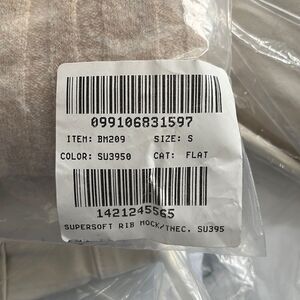 099106831597
ITEM: BM209 SIZE: S
COLOR: SU3950 CAT: FLAT
1421245565
SUPERSOFT RIB MOCK/TNEC, SU395